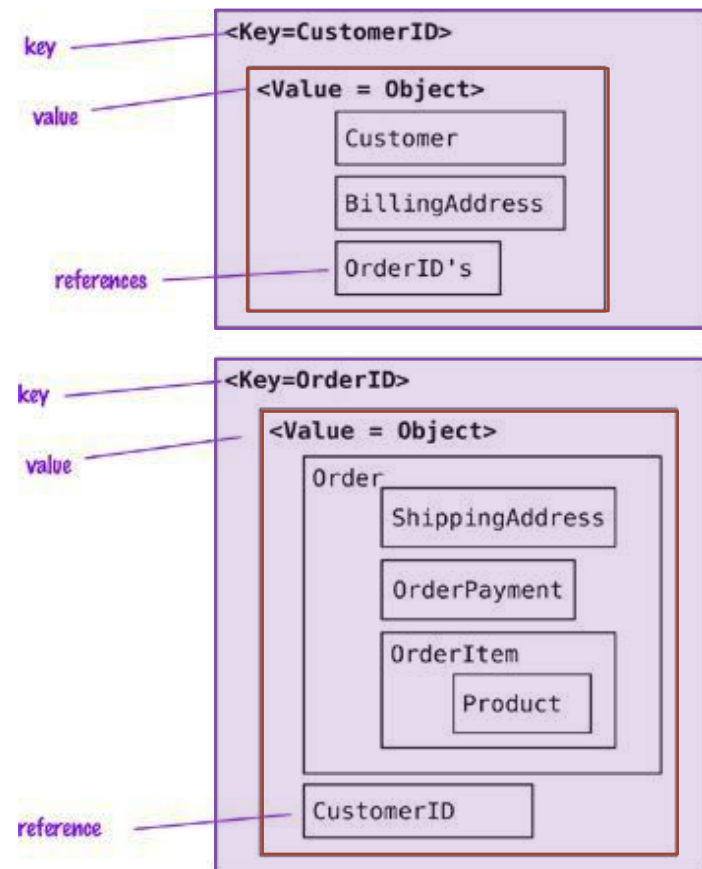 key
<Key=CustomerID>
value
<Value = Object>
Customer
BillingAddress
references
OrderID's
key
<Key=OrderID>
value
<Value = Object>
Order
ShippingAddress
OrderPayment
OrderItem
Product
reference
CustomerID